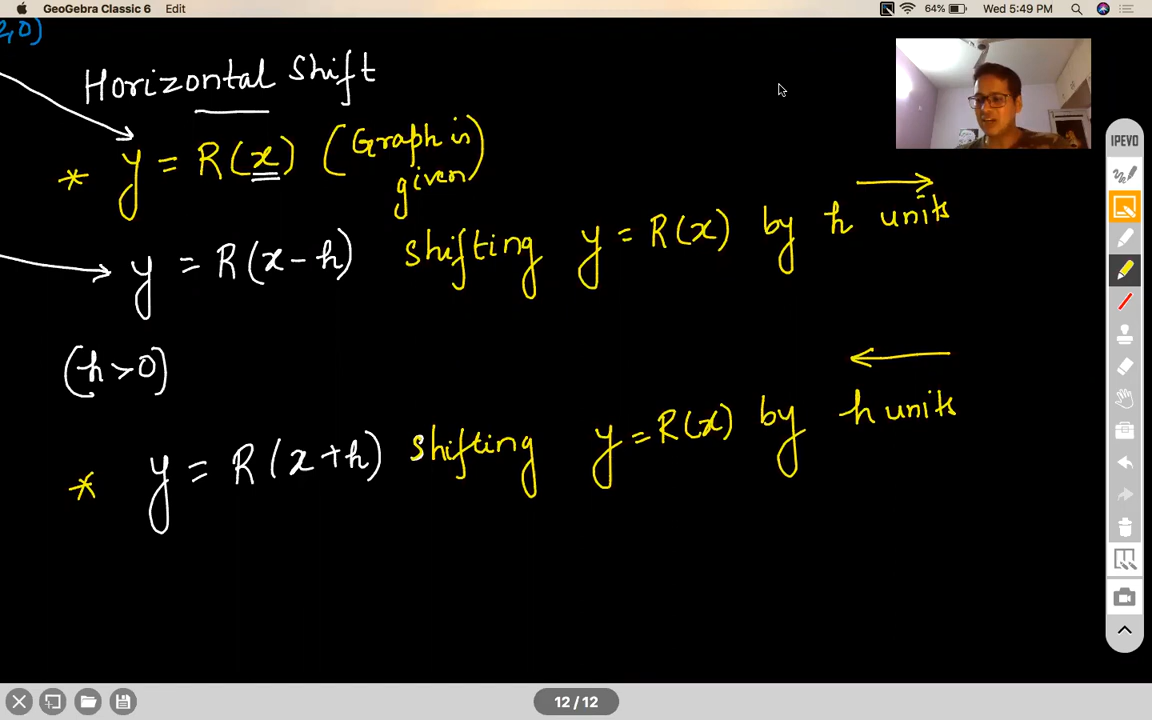 GeoGebra Classic 6 Edit 64% Wed 5:49 PM
,0)
Horizontal Shift
IPEVO
* y = R(x) (Graph is given)
y = R(x-h) shifting y = R(x) by h units
(h>0)
* y = R(x+h) shifting y=R(x) by h units
12/12